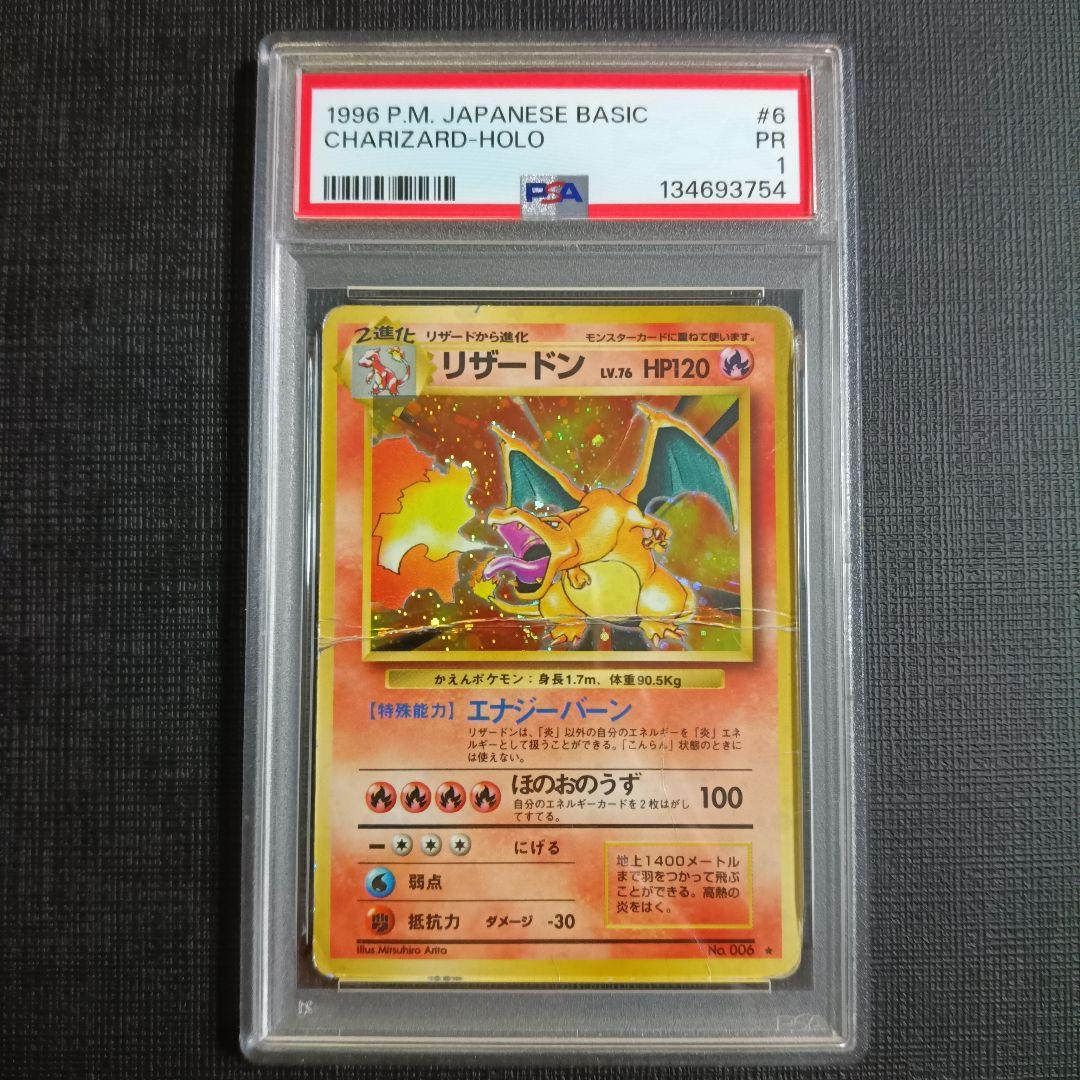 1996 P.M. JAPANESE BASIC #6
CHARIZARD-HOLO PR
1
PSA 134693754
2進化 リザードから進化 モンスターカードに重ねて使います。
リザードン LV.76 HP120
かえんポケモン：身長1.7m、体重90.5Kg
【特殊能力】エナジーバーン
リザードンは、「炎」以外の自分のエネルギーを「炎」エネ
ルギーとして扱うことができる。「こんらん」状態のときに
は使えない。
ほのおのうず 100
自分のエネルギーカードを2枚はがし
てすてる。
にげる
弱点
抵抗力 ダメージ -30
地上1400メートル
まで羽をつかって飛ぶ
ことができる。高熱の
炎をはく。
Illus.Mitsuhiro Arita No. 006 ★
PSA